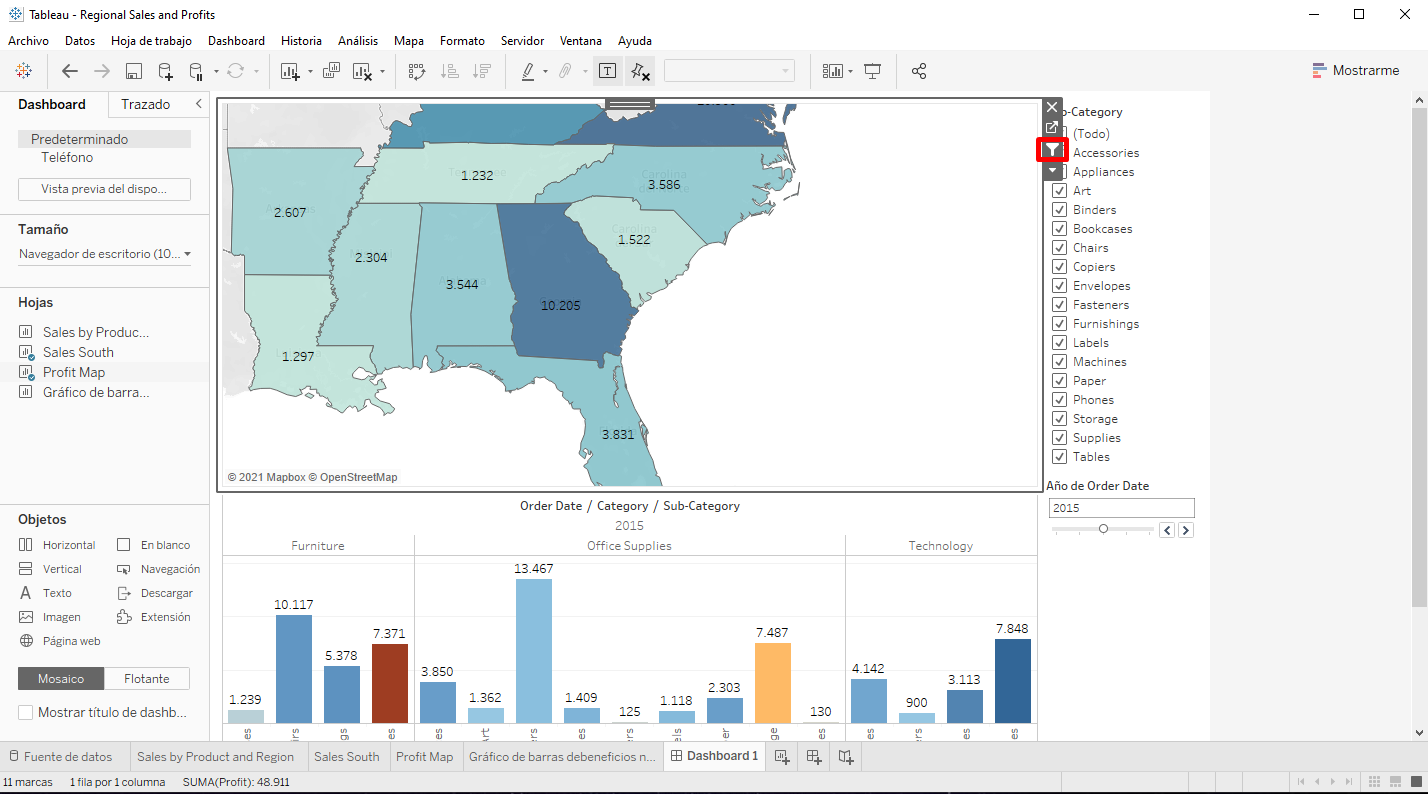 Tableau - Regional Sales and Profits
Archivo Datos Hoja de trabajo Dashboard Historia Análisis Mapa Formato Servidor Ventana Ayuda
Mostrarme
Dashboard Trazado
Predeterminado
Teléfono
Vista previa del dispo...
Tamaño
Navegador de escritorio (10...
Hojas
Sales by Produc...
Sales South
Profit Map
Gráfico de barra...
Objetos
Horizontal En blanco
Vertical Navegación
Texto Descargar
Imagen Extensión
Página web
Mosaico Flotante
Mostrar título de dashb...
1.232
3.586
2.607
1.522
2.304
3.544
10.205
1.297
3.831
© 2021 Mapbox © OpenStreetMap
-Category
(Todo)
Accessories
Appliances
Art
Binders
Bookcases
Chairs
Copiers
Envelopes
Fasteners
Furnishings
Labels
Machines
Paper
Phones
Storage
Supplies
Tables
Año de Order Date
2015
Order Date / Category / Sub-Category
2015
Furniture Office Supplies Technology
1.239 10.117 5.378 7.371 3.850 1.362 13.467 1.409 125 1.118 2.303 7.487 130 4.142 900 3.113 7.848
es rs gs es es Art ers es es els er ge es es ers es es
Fuente de datos Sales by Product and Region Sales South Profit Map Gráfico de barras debeneficios n... Dashboard 1
11 marcas 1 fila por 1 columna SUMA(Profit): 48.911